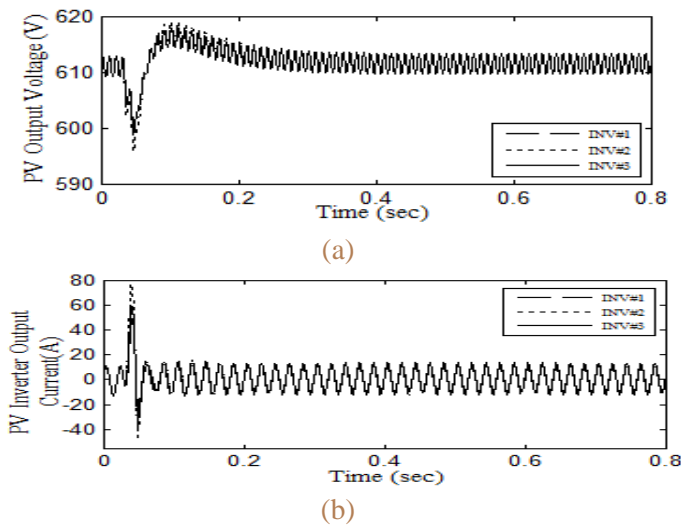 PV Output Voltage (V)
620
610
600
590
INV#1
INV#2
INV#3
0
0.2
0.4
0.6
0.8
Time (sec)
(a)
PV Inverter Output
Current(A)
80
60
40
20
0
-20
-40
INV#1
INV#2
INV#3
0
0.2
0.4
0.6
0.8
Time (sec)
(b)